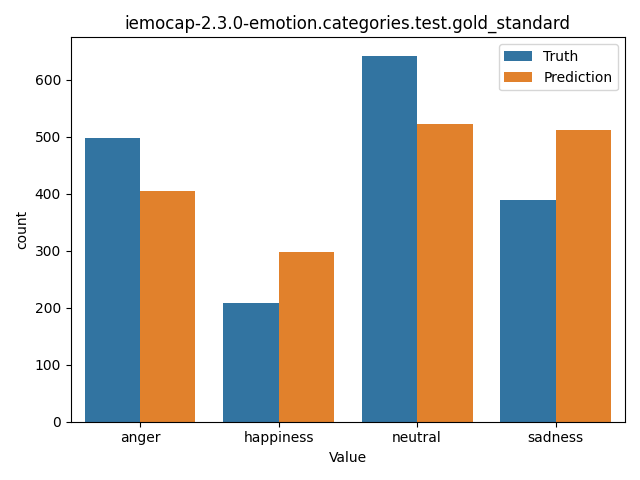 iemocap-2.3.0-emotion.categories.test.gold_standard
Truth
Prediction
count
600
500
400
300
200
100
0
anger happiness neutral sadness
Value